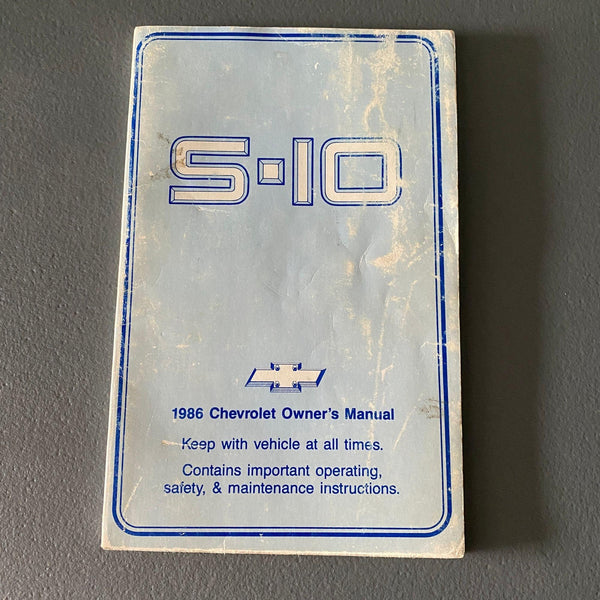 S-10
1986 Chevrolet Owner's Manual
Keep with vehicle at all times.
Contains important operating,
safety, & maintenance instructions.